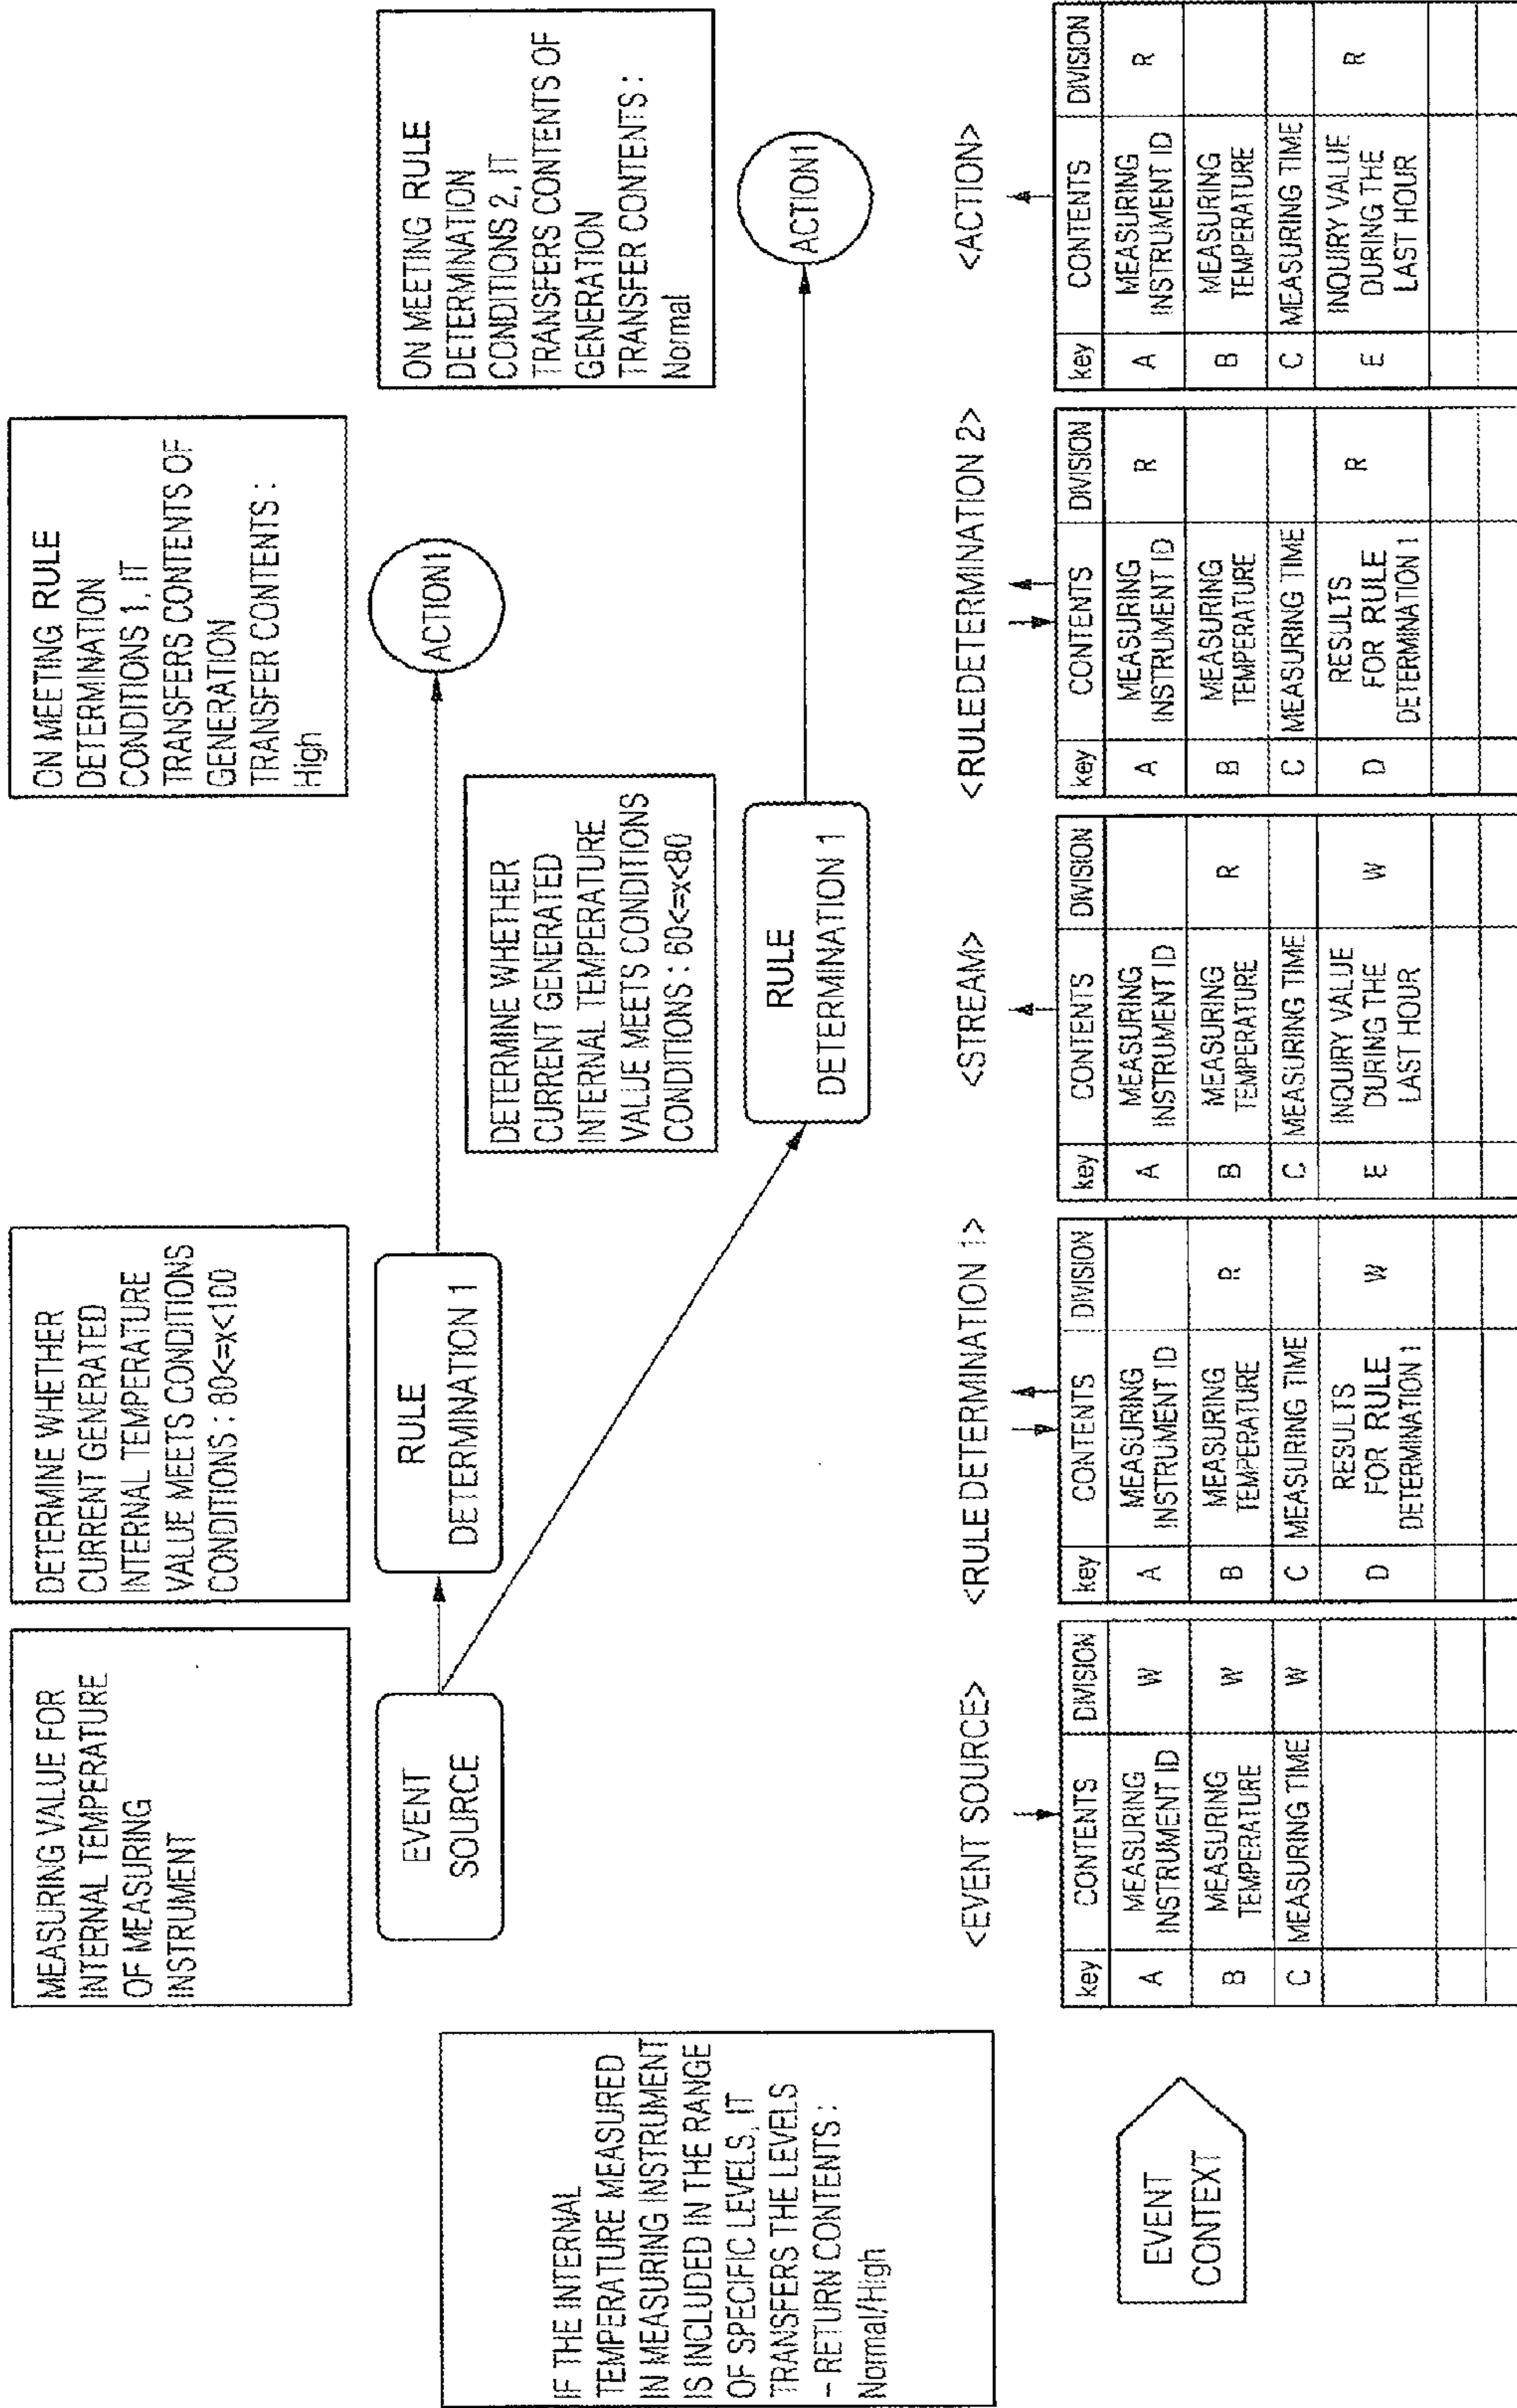 IF THE INTERNAL
TEMPERATURE MEASURED
IN MEASURING INSTRUMENT
IS INCLUDED IN THE RANGE
OF SPECIFIC LEVELS, IT
TRANSFERS THE LEVELS
- RETURN CONTENTS :
Normal/High
MEASURING VALUE FOR
INTERNAL TEMPERATURE
OF MEASURING
INSTRUMENT
DETERMINE WHETHER
CURRENT GENERATED
INTERNAL TEMPERATURE
VALUE MEETS CONDITIONS
CONDITIONS : 80<=x<100
ON MEETING RULE
DETERMINATION
CONDITIONS 1, IT
TRANSFERS CONTENTS OF
GENERATION
TRANSFER CONTENTS :
High
EVENT
SOURCE
RULE
DETERMINATION 1
ACTION1
DETERMINE WHETHER
CURRENT GENERATED
INTERNAL TEMPERATURE
VALUE MEETS CONDITIONS
CONDITIONS : 60<=x<80
ON MEETING RULE
DETERMINATION
CONDITIONS 2, IT
TRANSFERS CONTENTS OF
GENERATION
TRANSFER CONTENTS :
Normal
RULE
DETERMINATION 1
ACTION1
EVENT
CONTEXT
<EVENT SOURCE>
key CONTENTS DIVISION
A MEASURING
INSTRUMENT ID W
B MEASURING
TEMPERATURE W
C MEASURING TIME W
<RULE DETERMINATION 1>
key CONTENTS DIVISION
A MEASURING
INSTRUMENT ID
B MEASURING
TEMPERATURE R
C MEASURING TIME
D RESULTS
FOR RULE
DETERMINATION 1 W
<STREAM>
key CONTENTS DIVISION
A MEASURING
INSTRUMENT ID
B MEASURING
TEMPERATURE R
C MEASURING TIME
E INQUIRY VALUE
DURING THE
LAST HOUR W
<RULEDETERMINATION 2>
key CONTENTS DIVISION
A MEASURING
INSTRUMENT ID R
B MEASURING
TEMPERATURE
C MEASURING TIME
D RESULTS
FOR RULE
DETERMINATION 1 R
<ACTION>
key CONTENTS DIVISION
A MEASURING
INSTRUMENT ID R
B MEASURING
TEMPERATURE
C MEASURING TIME
E INQUIRY VALUE
DURING THE
LAST HOUR R